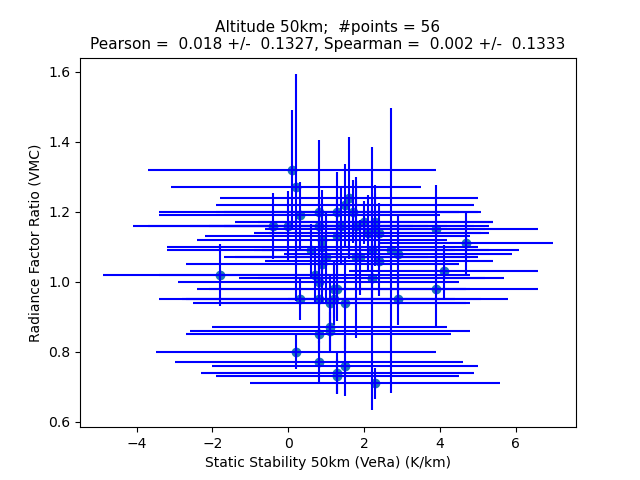 Altitude 50km;  #points = 56
Pearson =  0.018 +/-  0.1327, Spearman =  0.002 +/-  0.1333
1.6
1.4
1.2
1.0
0.8
0.6
Radiance Factor Ratio (VMC)
−4 −2 0 2 4 6
Static Stability 50km (VeRa) (K/km)